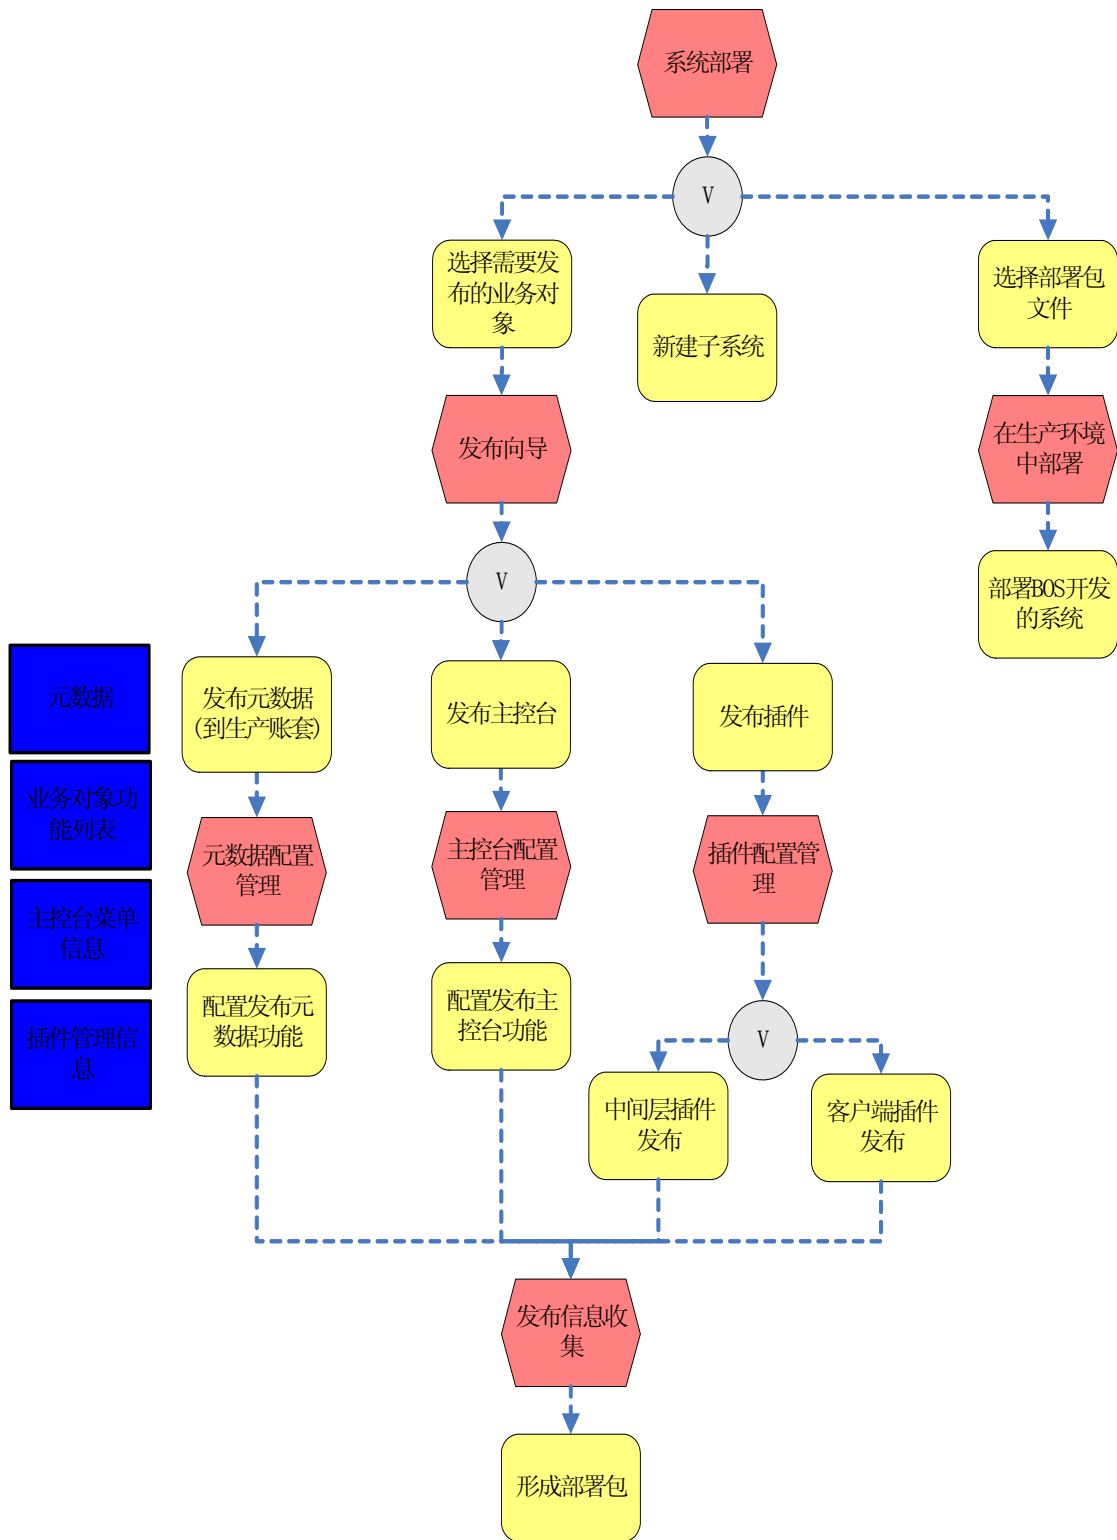 系统部署
V
选择需要发
布的业务对
象
新建子系统
选择部署包
文件
发布向导
在生产环境
中部署
V
部署BOS开发
的系统
元数据
发布元数据
(到生产账套)
发布主控台
发布插件
业务对象功
能列表
元数据配置
管理
主控台配置
管理
插件配置管
理
主控台菜单
信息
配置发布元
数据功能
配置发布主
控台功能
插件管理信
息
V
中间层插件
发布
客户端插件
发布
发布信息收
集
形成部署包